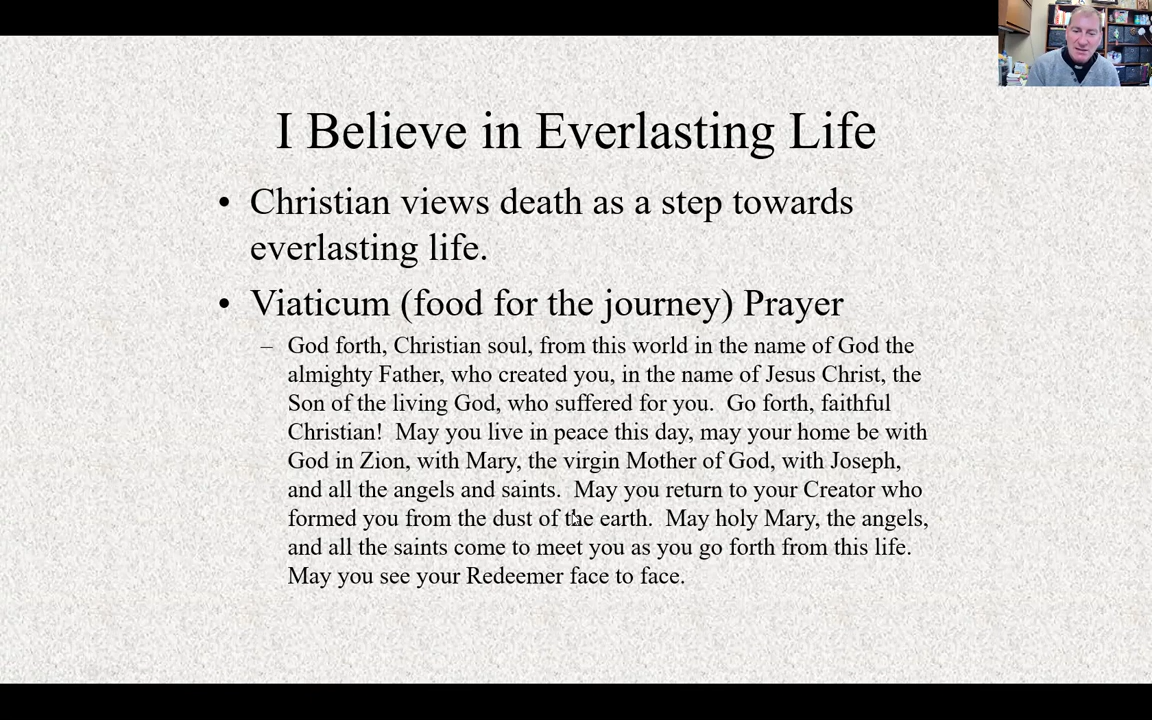 I Believe in Everlasting Life
• Christian views death as a step towards
everlasting life.
• Viaticum (food for the journey) Prayer
– God forth, Christian soul, from this world in the name of God the
almighty Father, who created you, in the name of Jesus Christ, the
Son of the living God, who suffered for you.  Go forth, faithful
Christian!  May you live in peace this day, may your home be with
God in Zion, with Mary, the virgin Mother of God, with Joseph,
and all the angels and saints.  May you return to your Creator who
formed you from the dust of the earth.  May holy Mary, the angels,
and all the saints come to meet you as you go forth from this life.
May you see your Redeemer face to face.